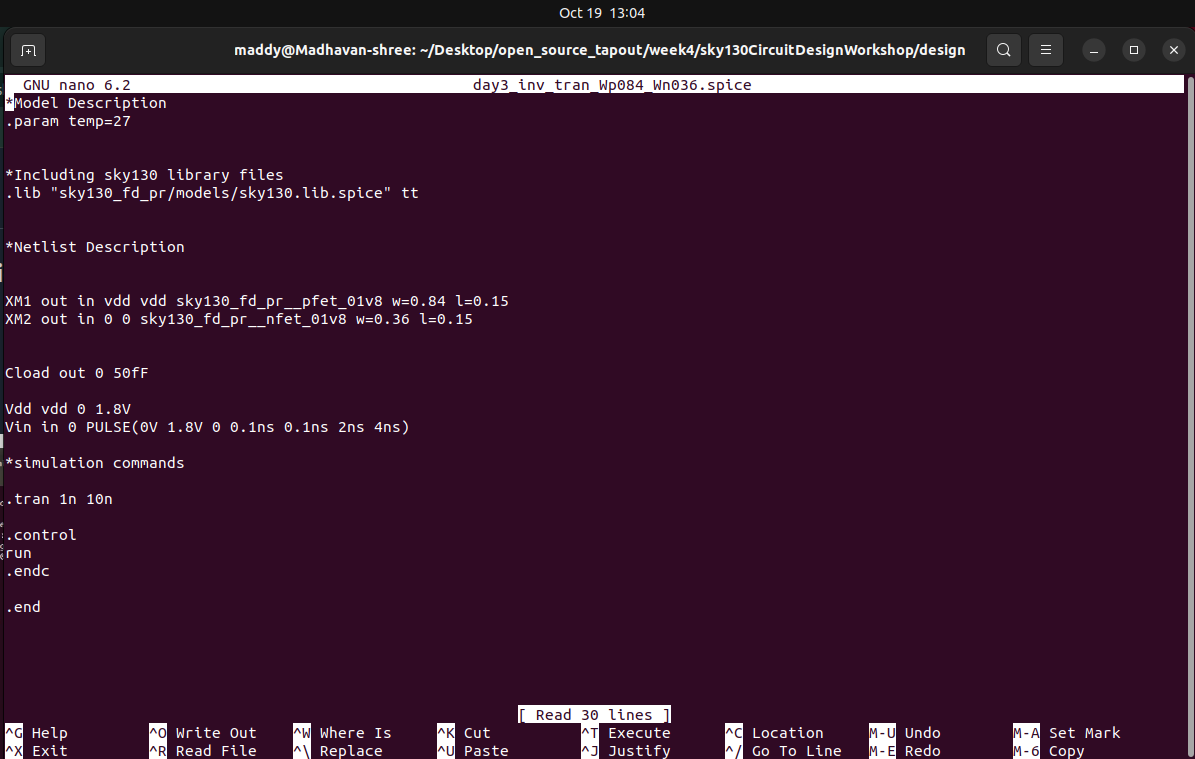 Oct 19 13:04
maddy@Madhavan-shree: ~/Desktop/open_source_tapout/week4/sky130CircuitDesignWorkshop/design
GNU nano 6.2 day3_inv_tran_Wp084_Wn036.spice
*Model Description
.param temp=27
*Including sky130 library files
.lib "sky130_fd_pr/models/sky130.lib.spice" tt
*Netlist Description
XM1 out in vdd vdd sky130_fd_pr__pfet_01v8 w=0.84 l=0.15
XM2 out in 0 0 sky130_fd_pr__nfet_01v8 w=0.36 l=0.15
Cload out 0 50fF
Vdd vdd 0 1.8V
Vin in 0 PULSE(0V 1.8V 0 0.1ns 0.1ns 2ns 4ns)
*simulation commands
.tran 1n 10n
.control
run
.endc
.end
[ Read 30 lines ]
^G Help ^O Write Out ^W Where Is ^K Cut ^T Execute ^C Location M-U Undo M-A Set Mark
^X Exit ^R Read File ^\ Replace ^U Paste ^J Justify ^/ Go To Line M-E Redo M-6 Copy